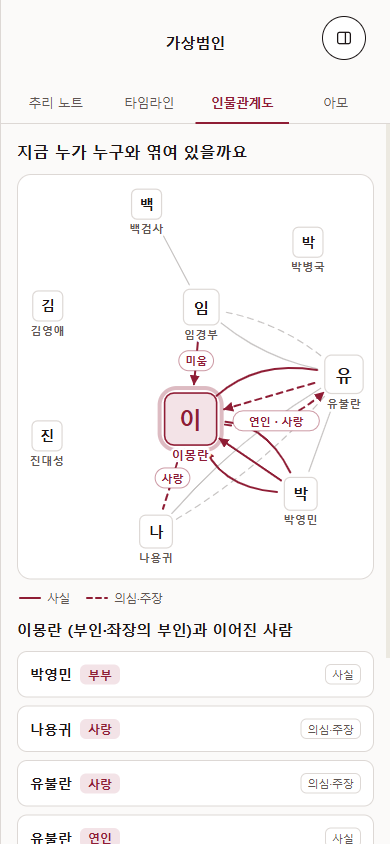 가상범인
추리 노트 타임라인 인물관계도 아모
지금 누가 누구와 엮여 있을까요
백
백검사
박
박병국
김
김영애
임
임경부
미움
유
유불란
이
이몽란
연인 · 사랑
진
진대성
사랑
박
박영민
나
나용귀
사실 의심·주장
이몽란 (부인·좌장의 부인)과 이어진 사람
박영민 부부 사실
나용귀 사랑 의심·주장
유불란 사랑 의심·주장
유불란 연인 사실